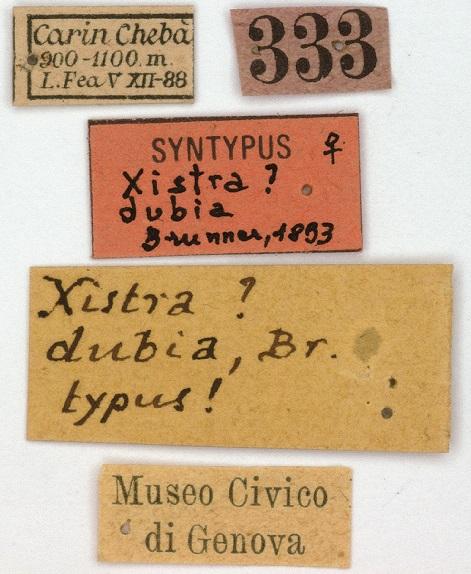 Carin Chebà
900-1100. m.
L. Fea V XII-88
333
SYNTYPUS ♀
Xistra ?
dubia
Brunner, 1893
Xistra ?
dubia, Br.
typus!
Museo Civico
di Genova